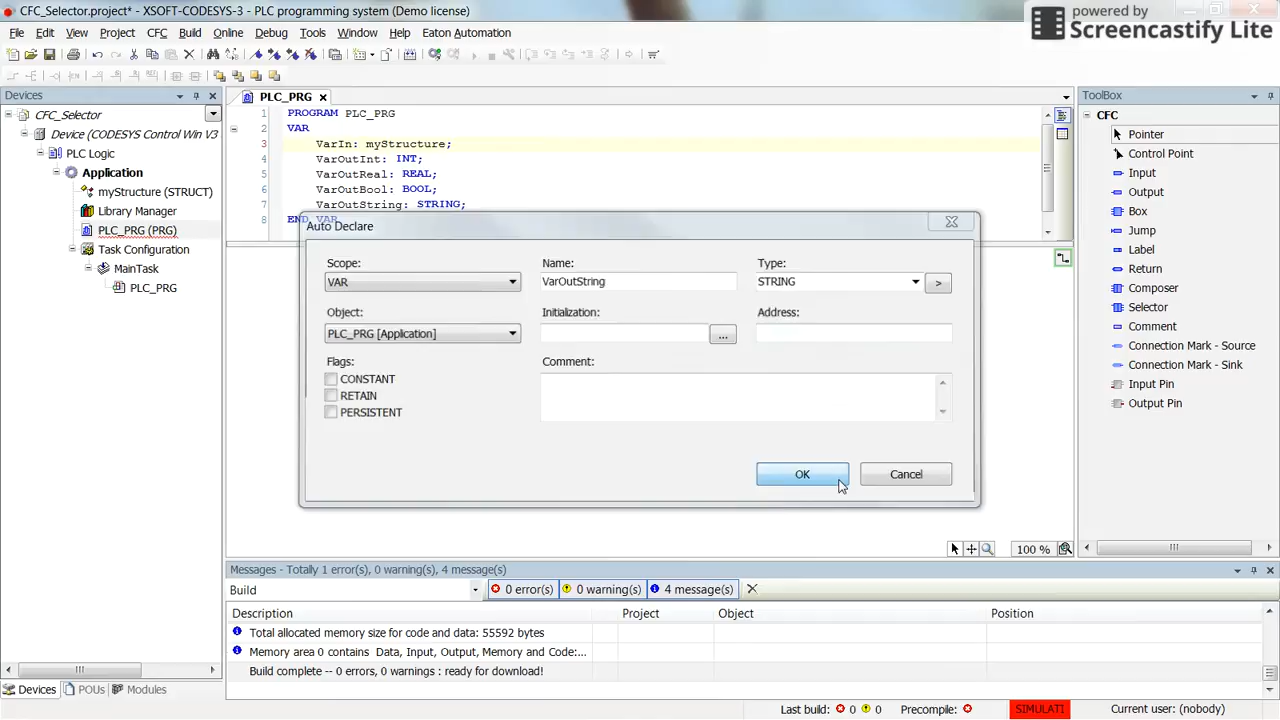 CFC_Selector.project* - XSOFT-CODESYS-3 - PLC programming system (Demo license)
powered by
Screencastify Lite
File Edit View Project CFC Build Online Debug Tools Window Help Eaton Automation
Devices
CFC_Selector
Device (CODESYS Control Win V3
PLC Logic
Application
myStructure (STRUCT)
Library Manager
PLC_PRG (PRG)
Task Configuration
MainTask
PLC_PRG
Devices POUs Modules
PLC_PRG
1 PROGRAM PLC_PRG
2 VAR
3 VarIn: myStructure;
4 VarOutInt: INT;
5 VarOutReal: REAL;
6 VarOutBool: BOOL;
7 VarOutString: STRING;
8 END_VAR
Auto Declare
Scope: Name: Type:
VAR VarOutString STRING >
Object: Initialization: Address:
PLC_PRG [Application] ...
Flags: Comment:
CONSTANT
RETAIN
PERSISTENT
OK Cancel
100 %
ToolBox
CFC
Pointer
Control Point
Input
Output
Box
Jump
Label
Return
Composer
Selector
Comment
Connection Mark - Source
Connection Mark - Sink
Input Pin
Output Pin
Messages - Totally 1 error(s), 0 warning(s), 4 message(s)
Build 0 error(s) 0 warning(s) 4 message(s)
Description Project Object Position
Total allocated memory size for code and data: 55592 bytes
Memory area 0 contains Data, Input, Output, Memory and Code:...
Build complete -- 0 errors, 0 warnings : ready for download!
Last build: 0 0 Precompile: SIMULATI Current user: (nobody)